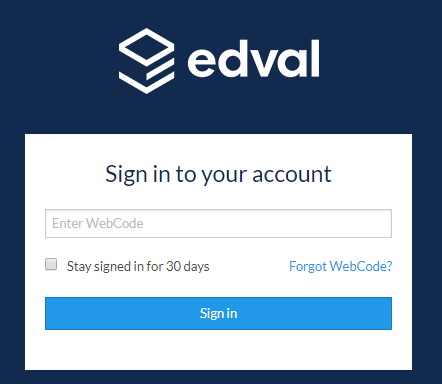 edval
Sign in to your account
Enter WebCode
Stay signed in for 30 days Forgot WebCode?
Sign in